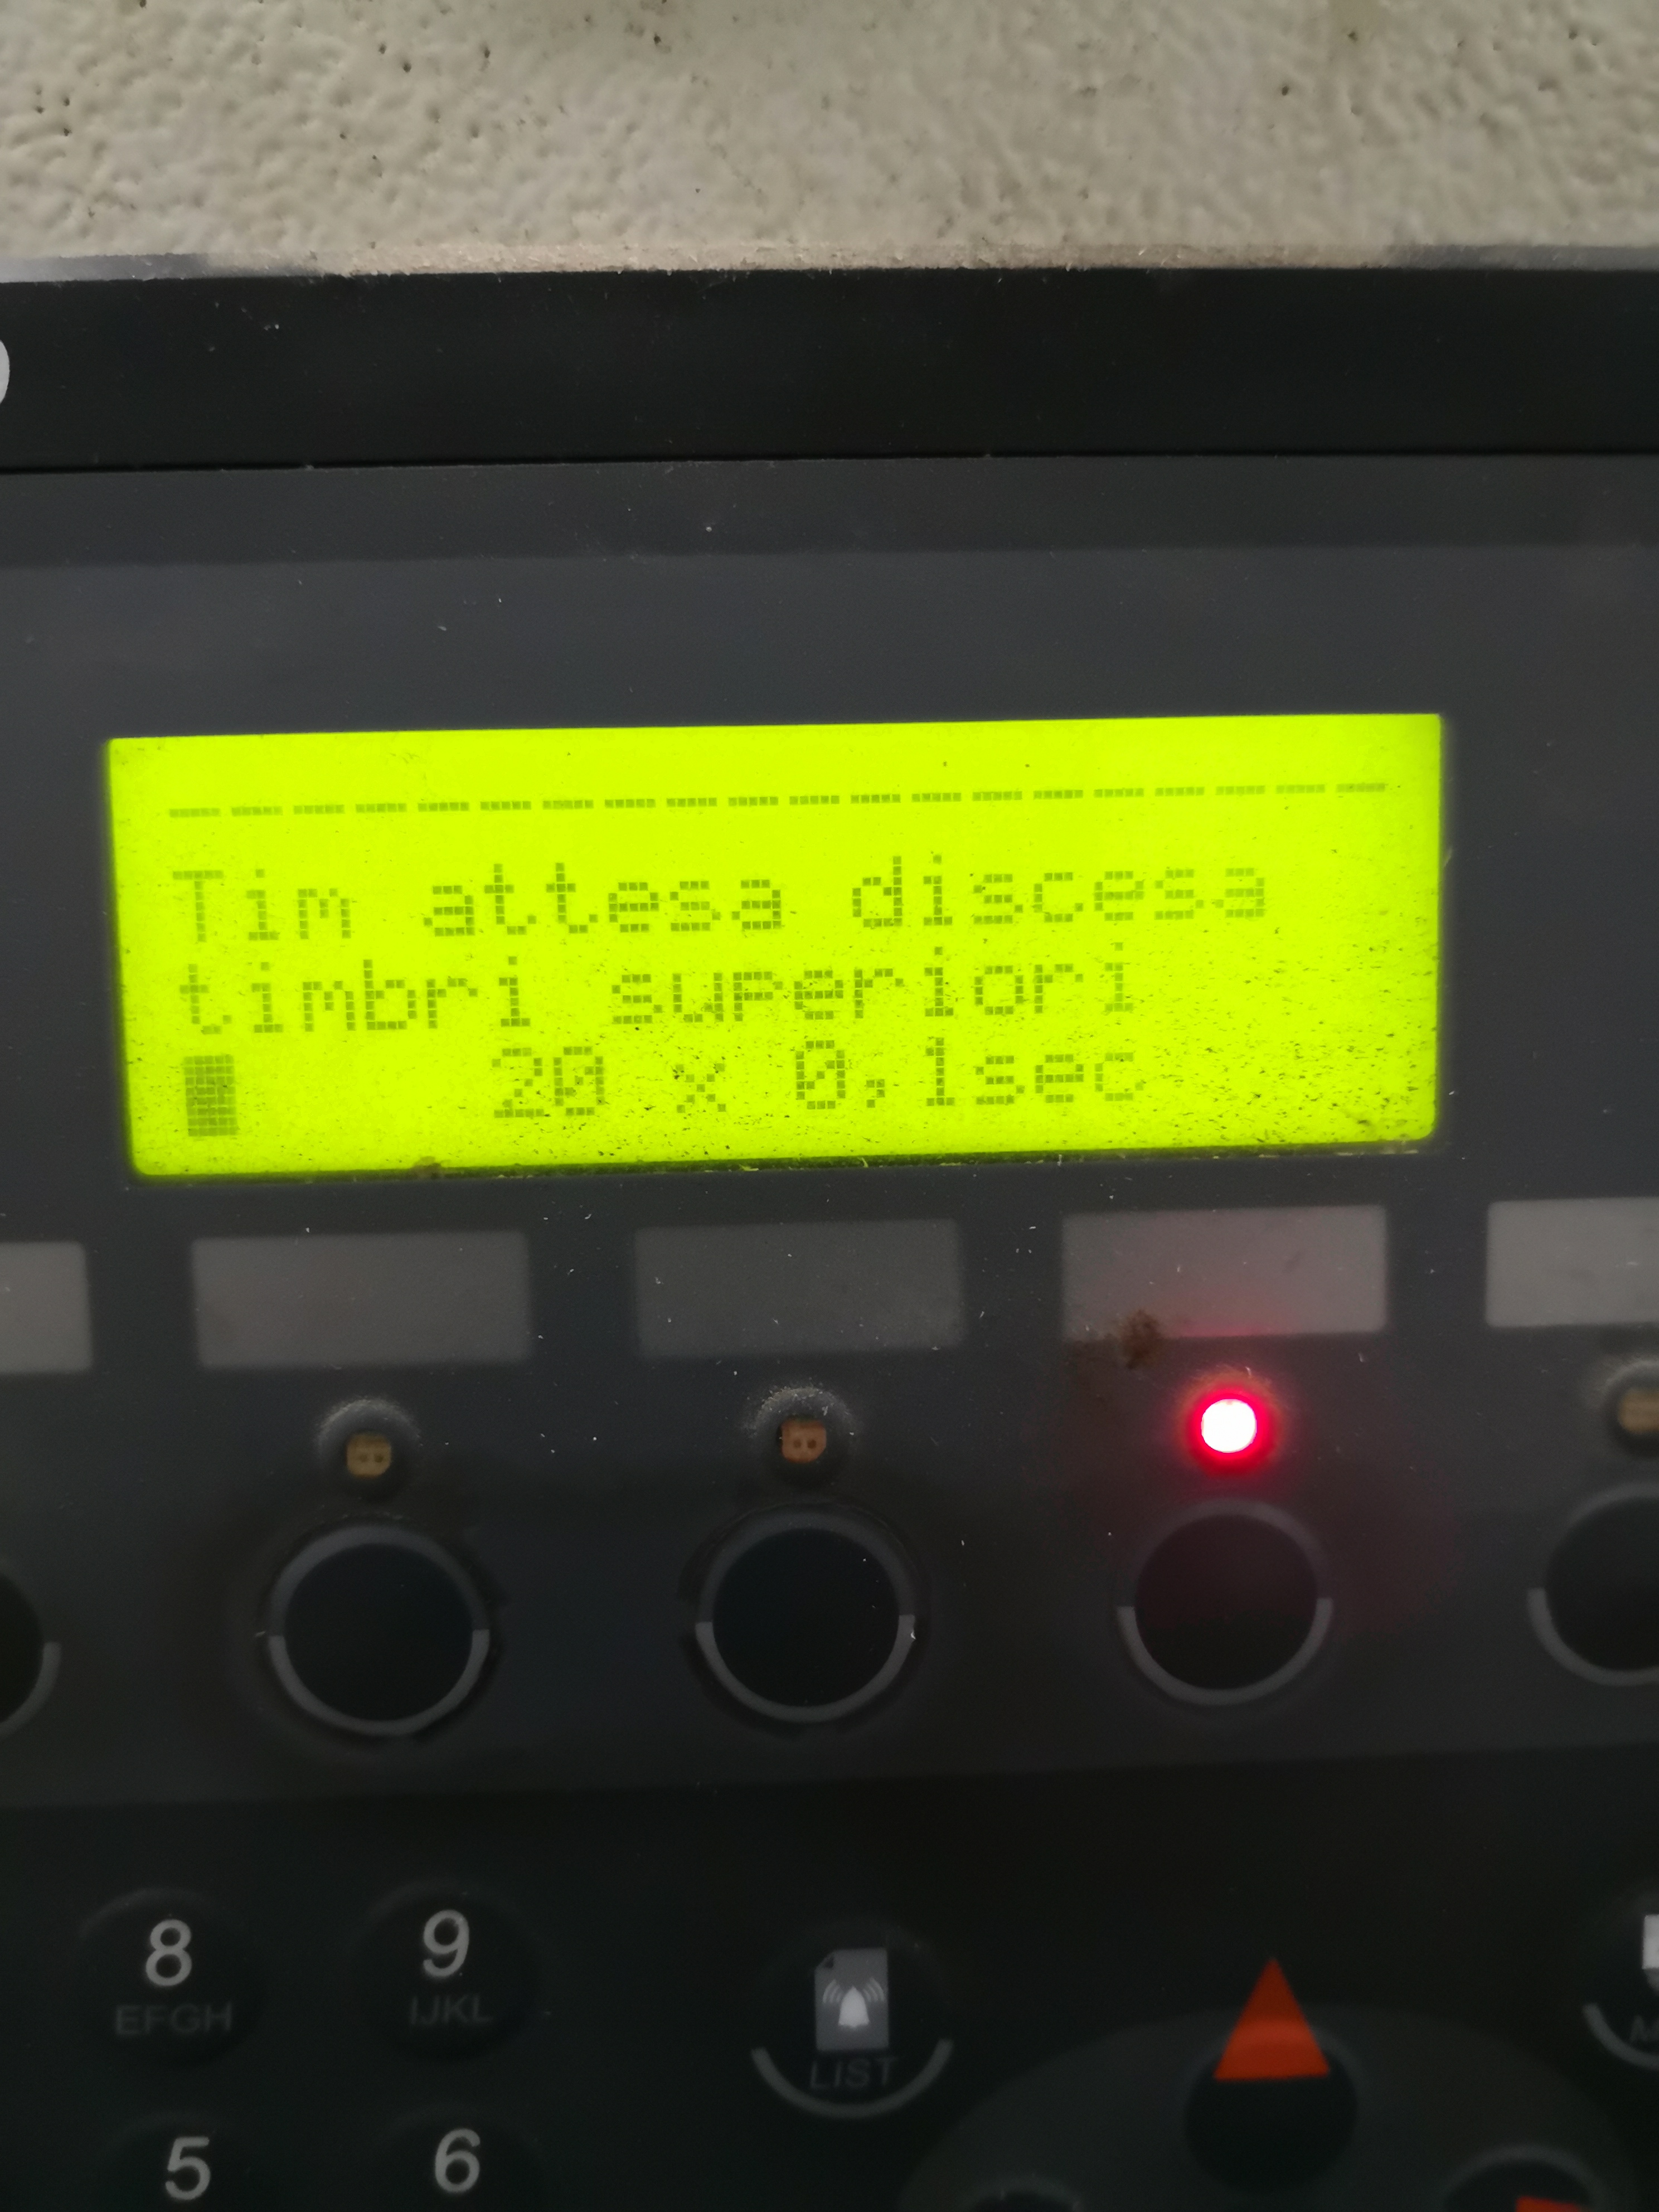 --------------------
Tim attesa discesa
timbri superiori
20 x 0,1sec
8
EFGH
9
IJKL
LIST
5
6